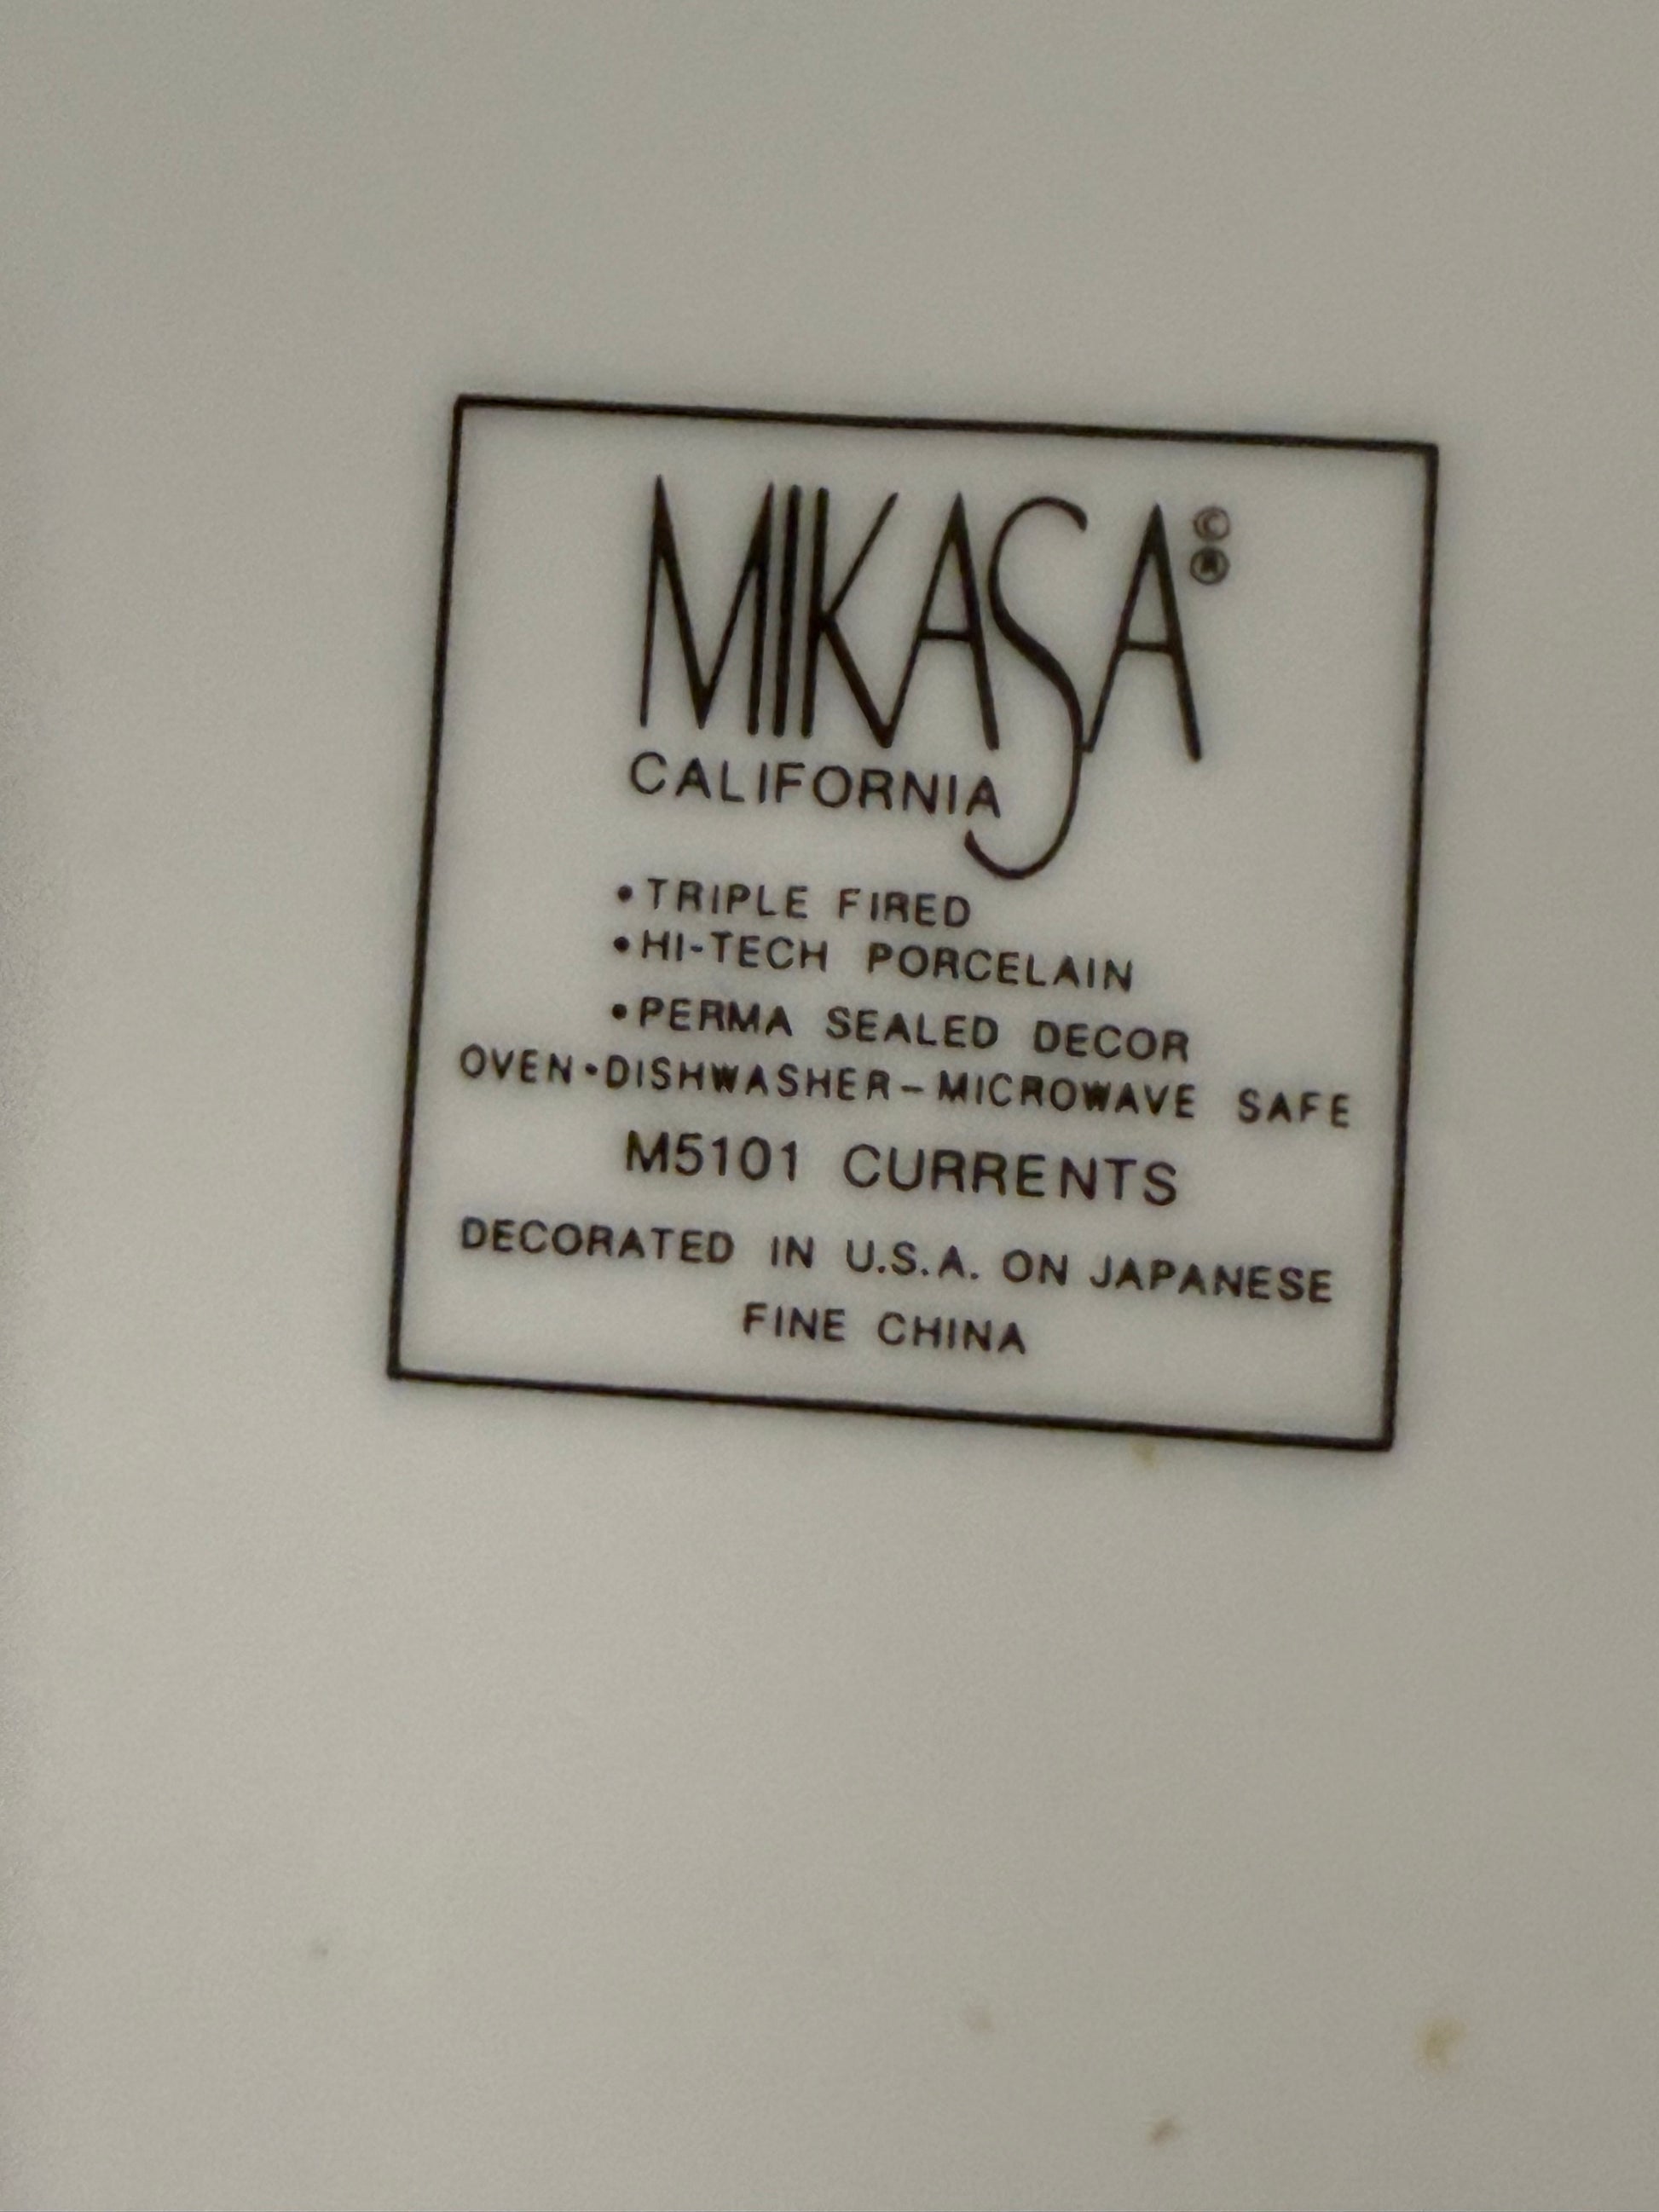 MIKASA©®
CALIFORNIA
•TRIPLE FIRED
•HI-TECH PORCELAIN
•PERMA SEALED DECOR
OVEN•DISHWASHER–MICROWAVE SAFE
M5101 CURRENTS
DECORATED IN U.S.A. ON JAPANESE
FINE CHINA